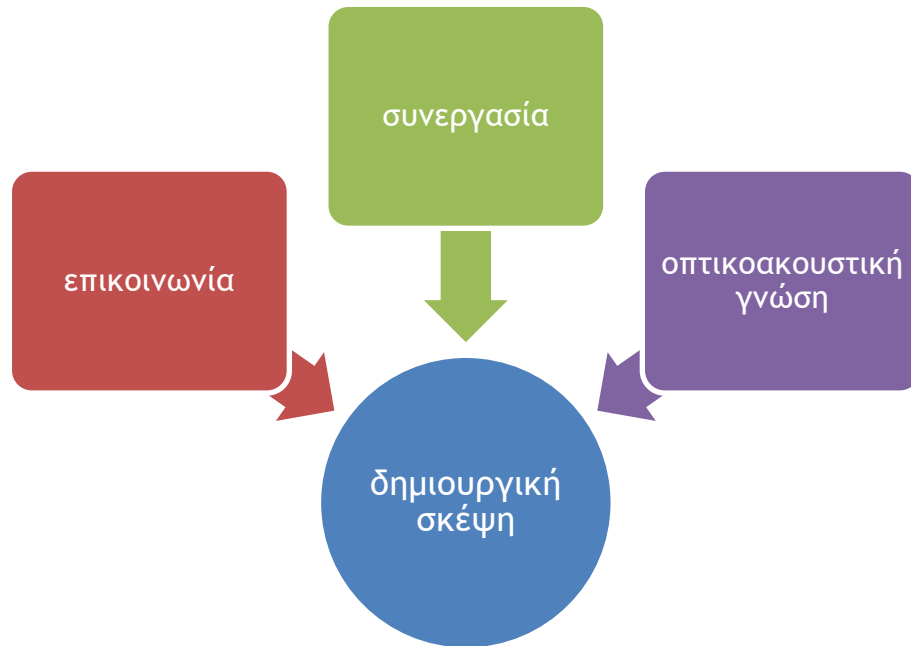 συνεργασία
επικοινωνία
οπτικοακουστική
γνώση
δημιουργική
σκέψη